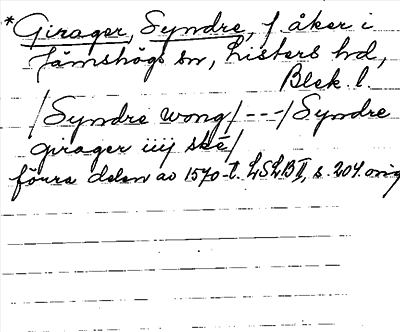 *Girager, Syndre, f åker i
Jämshögs sn, Listers hd,
Blek. l.
/Syndre wong/---/Syndre
girager iiij ske/
förra delen av 1570-t. LSLB II, s. 204. orig